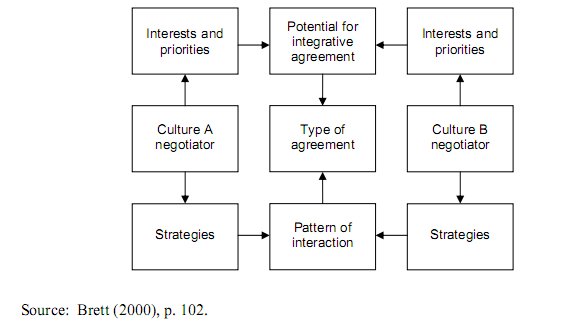 Interests and
priorities
Potential for
integrative
agreement
Interests and
priorities
Culture A
negotiator
Type of
agreement
Culture B
negotiator
Strategies
Pattern of
interaction
Strategies
Source:  Brett (2000), p. 102.